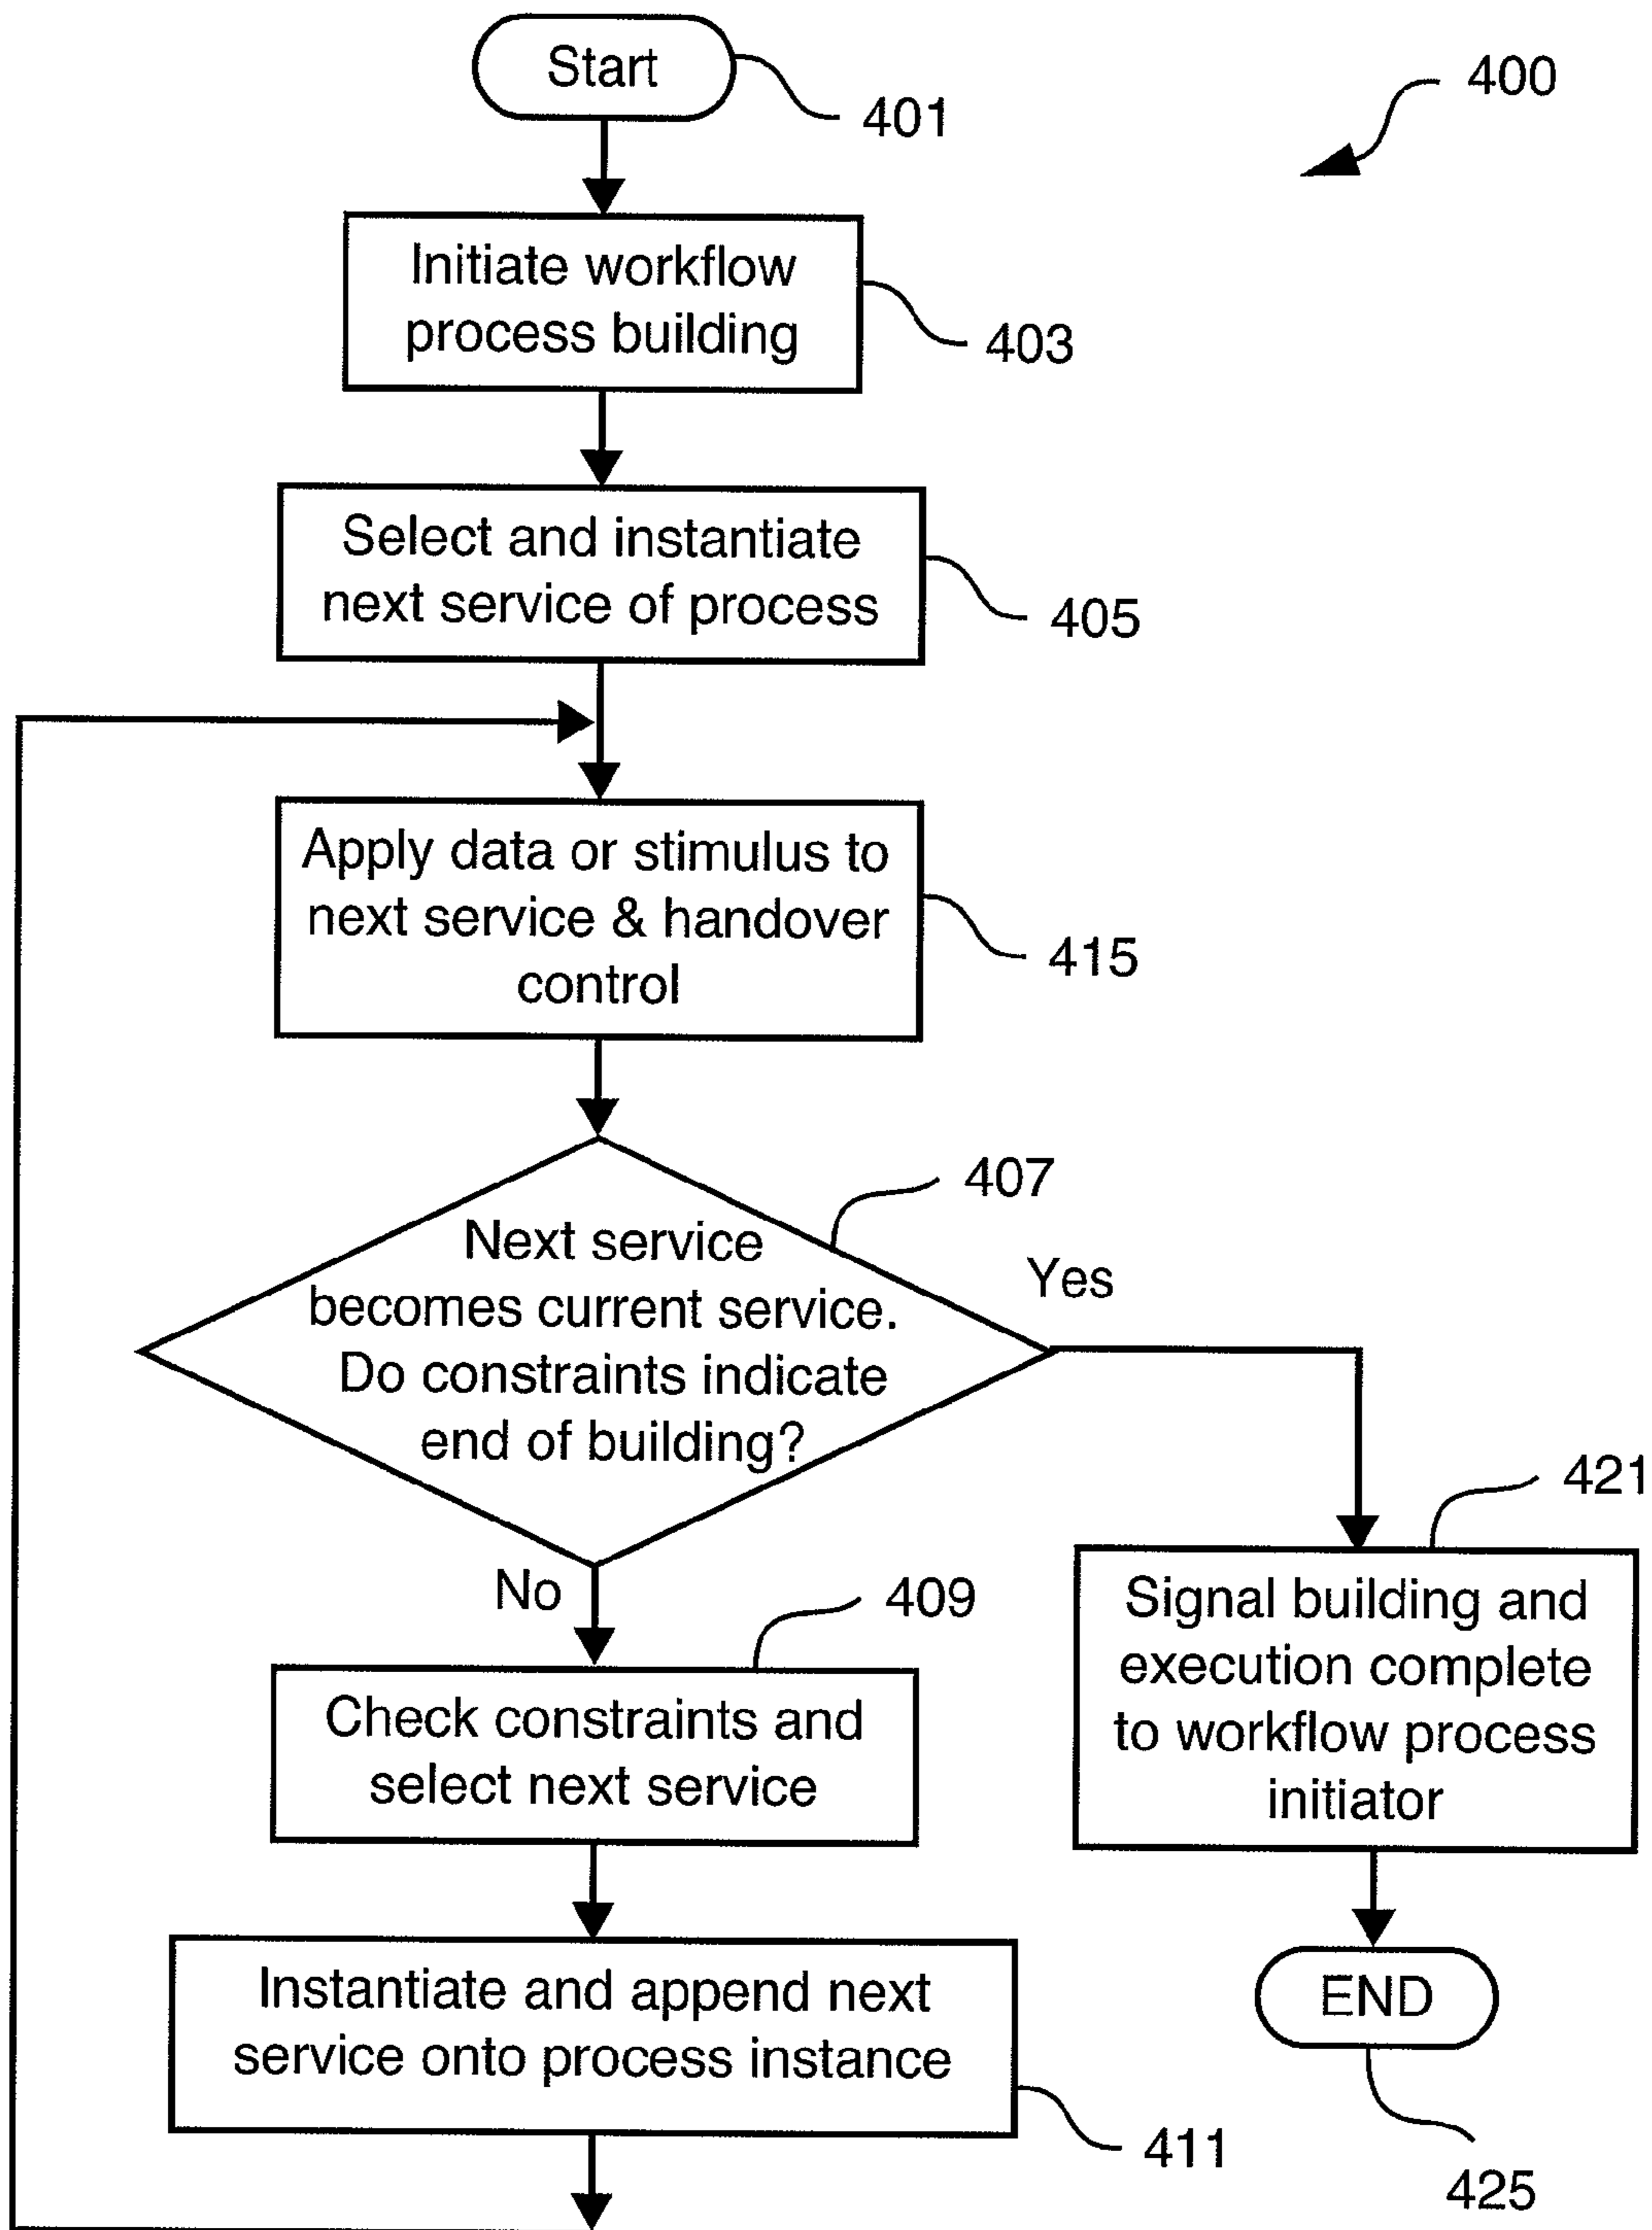 Start
401
400
Initiate workflow
process building
403
Select and instantiate
next service of process
405
Apply data or stimulus to
next service & handover
control
415
Next service
becomes current service.
Do constraints indicate
end of building?
407
Yes
No
421
Signal building and
execution complete
to workflow process
initiator
409
Check constraints and
select next service
Instantiate and append next
service onto process instance
411
END
425